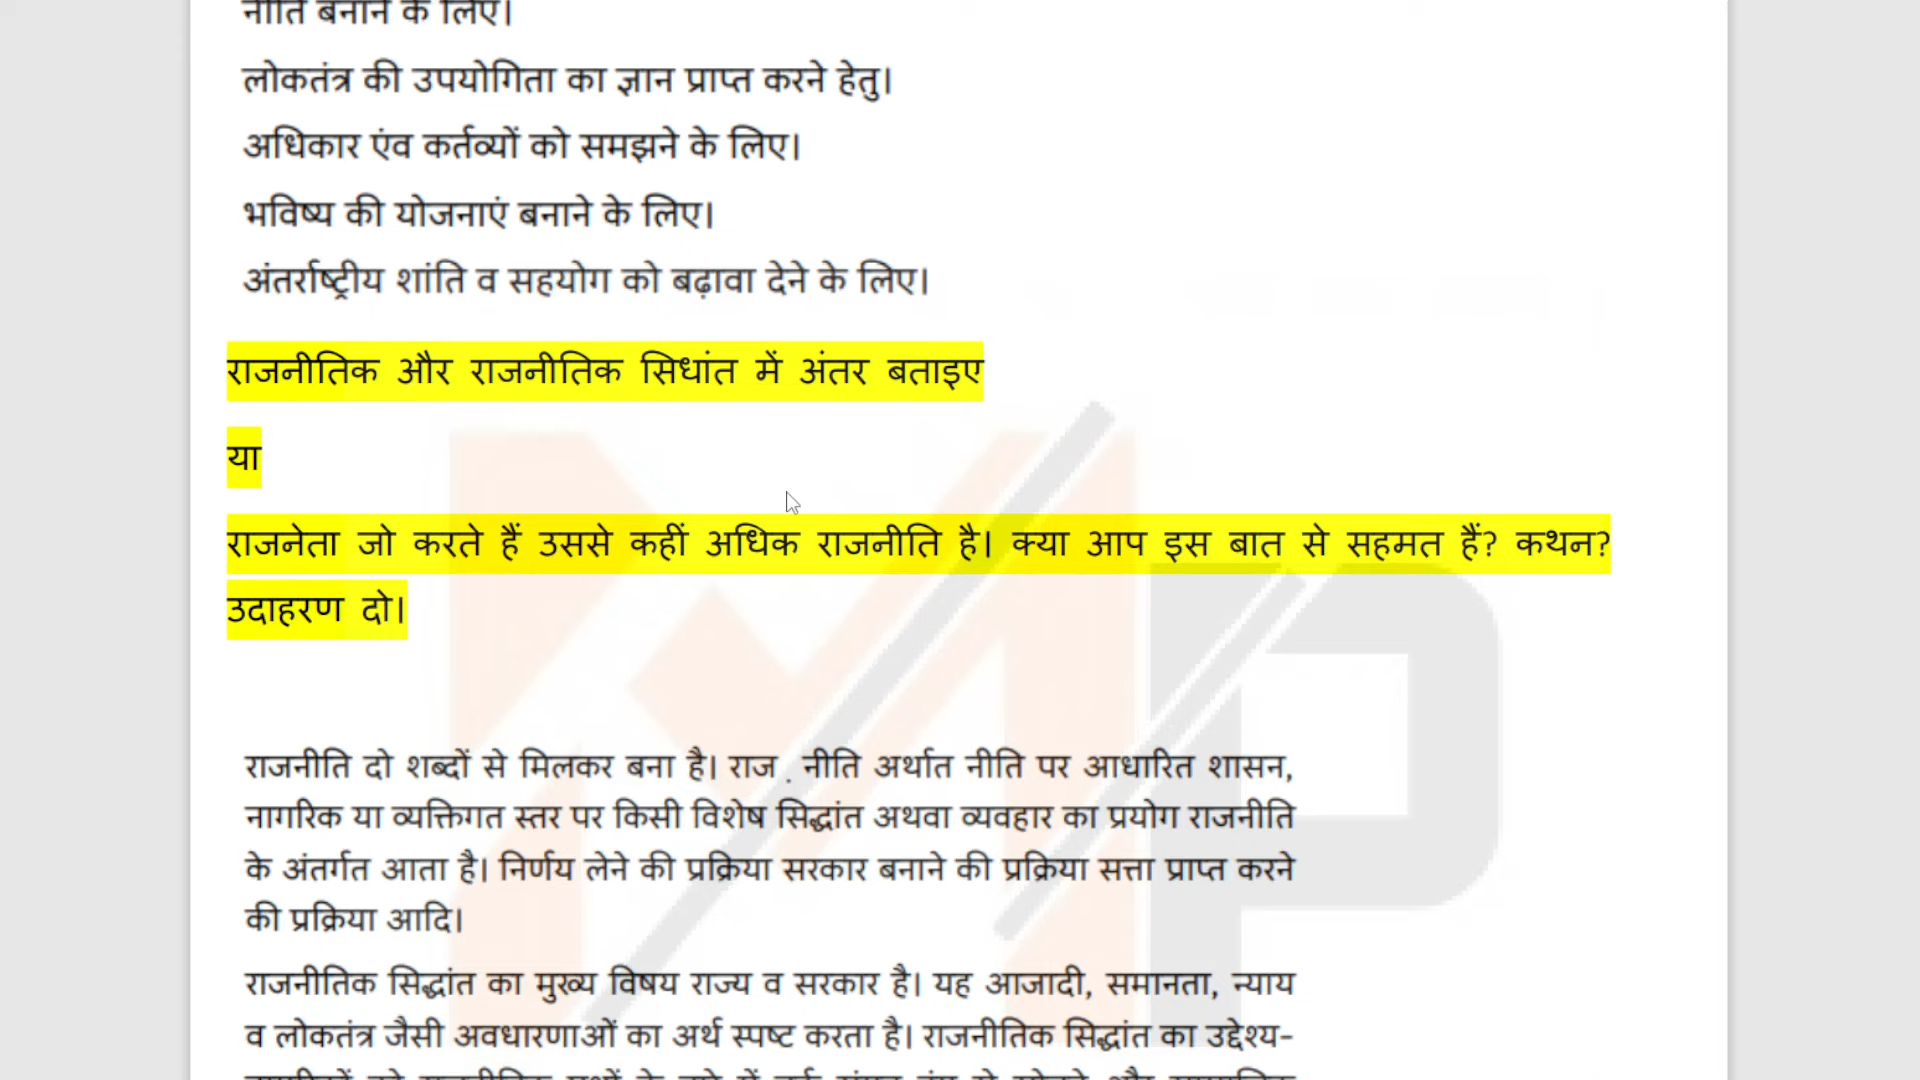 नीति बनाने के लिए।
लोकतंत्र की उपयोगिता का ज्ञान प्राप्त करने हेतु।
अधिकार एंव कर्तव्यों को समझने के लिए।
भविष्य की योजनाएं बनाने के लिए।
अंतर्राष्ट्रीय शांति व सहयोग को बढ़ावा देने के लिए।
राजनीतिक और राजनीतिक सिधांत में अंतर बताइए
या
राजनेता जो करते हैं उससे कहीं अधिक राजनीति है। क्या आप इस बात से सहमत हैं? कथन?
उदाहरण दो।
राजनीति दो शब्दों से मिलकर बना है। राज . नीति अर्थात नीति पर आधारित शासन,
नागरिक या व्यक्तिगत स्तर पर किसी विशेष सिद्धांत अथवा व्यवहार का प्रयोग राजनीति
के अंतर्गत आता है। निर्णय लेने की प्रक्रिया सरकार बनाने की प्रक्रिया सत्ता प्राप्त करने
की प्रक्रिया आदि।
राजनीतिक सिद्धांत का मुख्य विषय राज्य व सरकार है। यह आजादी, समानता, न्याय
व लोकतंत्र जैसी अवधारणाओं का अर्थ स्पष्ट करता है। राजनीतिक सिद्धांत का उद्देश्य–
MP